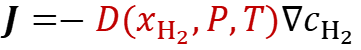 J = − D(x_H₂, P, T)∇c_H₂